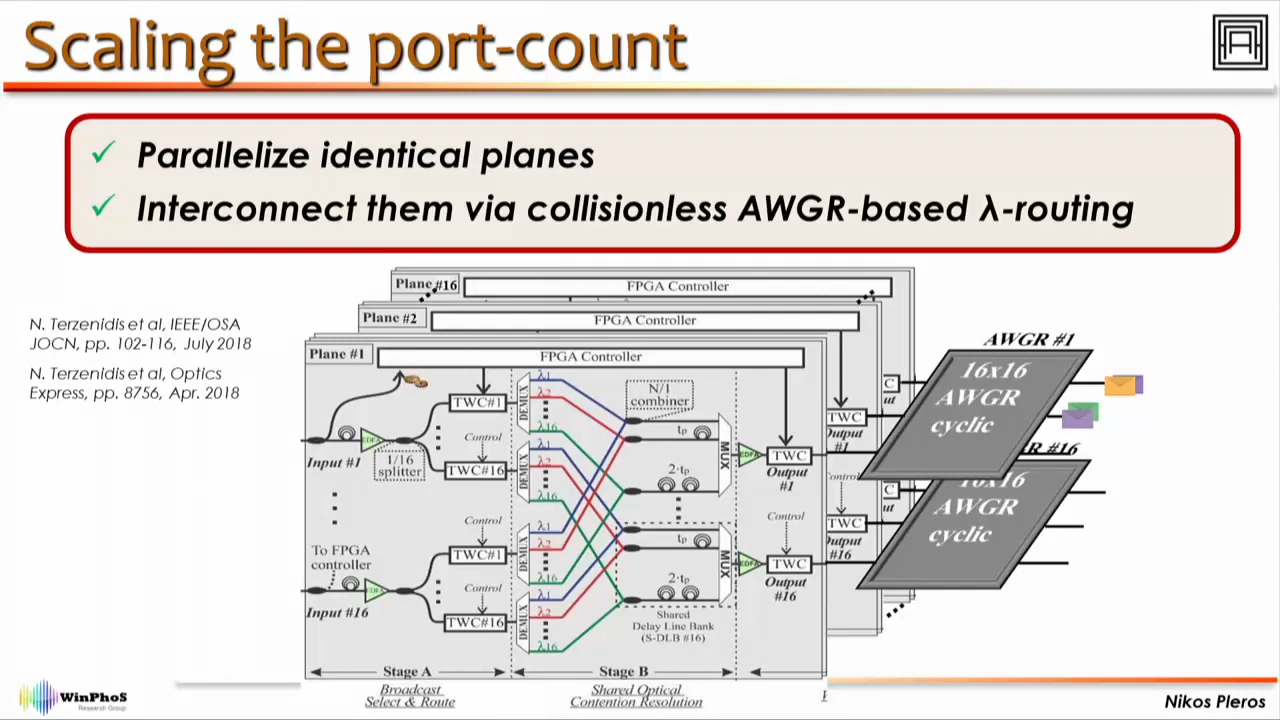 Scaling the port-count
✓ Parallelize identical planes
✓ Interconnect them via collisionless AWGR-based λ-routing
N. Terzenidis et al, IEEE/OSA
JOCN, pp. 102-116, July 2018
N. Terzenidis et al, Optics
Express, pp. 8756, Apr. 2018
Plane #16
FPGA Controller
Plane #2
FPGA Controller
Plane #1
FPGA Controller
Input #1
EDFA
1/16
splitter
TWC#1
Control
TWC#16
To FPGA
controller
Input #16
EDFA
Control
TWC#1
Control
TWC#16
DEMUX
λ1
λ2
λ16
DEMUX
λ1
λ2
λ16
DEMUX
λ1
λ2
λ16
DEMUX
λ1
λ2
λ16
N/1
combiner
tp
2·tp
MUX
tp
2·tp
MUX
Shared
Delay Line Bank
(S-DLB #16)
EDFA
TWC
Output
#1
Control
EDFA
TWC
Output
#16
C
ut
TWC
Output
#1
Control
C
ut
TWC
Output
#16
AWGR #1
16x16
AWGR
cyclic
R #16
16x16
AWGR
cyclic
Stage A
Stage B
Broadcast
Select & Route
Shared Optical
Contention Resolution
WinPhoS
Research Group
Nikos Pleros